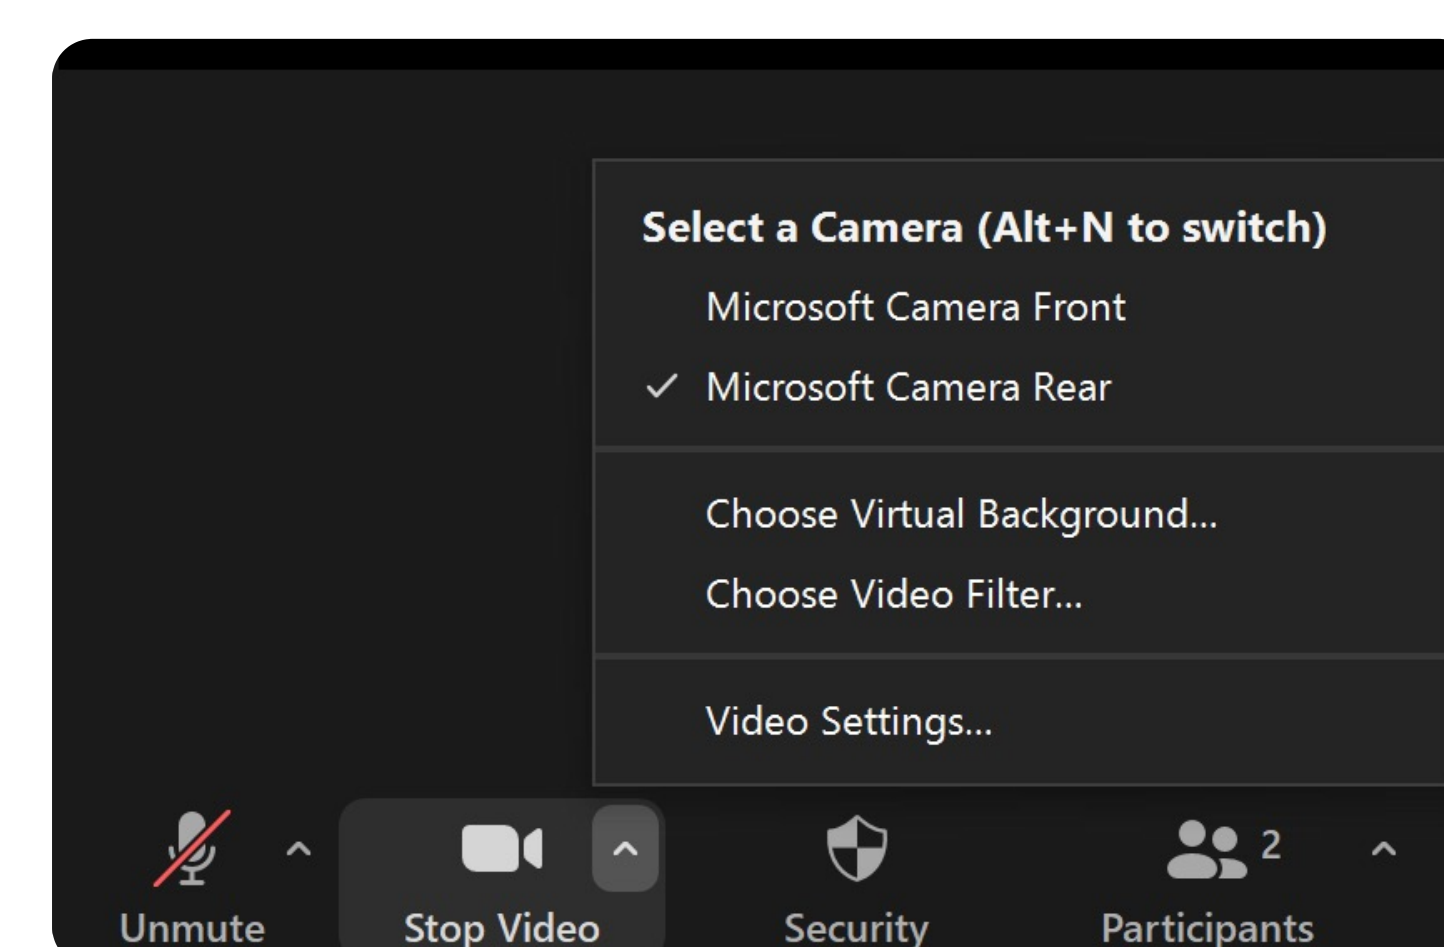 Select a Camera (Alt+N to switch)
Microsoft Camera Front
Microsoft Camera Rear
Choose Virtual Background...
Choose Video Filter...
Video Settings...
2
Unmute
Stop Video
Security
Participants